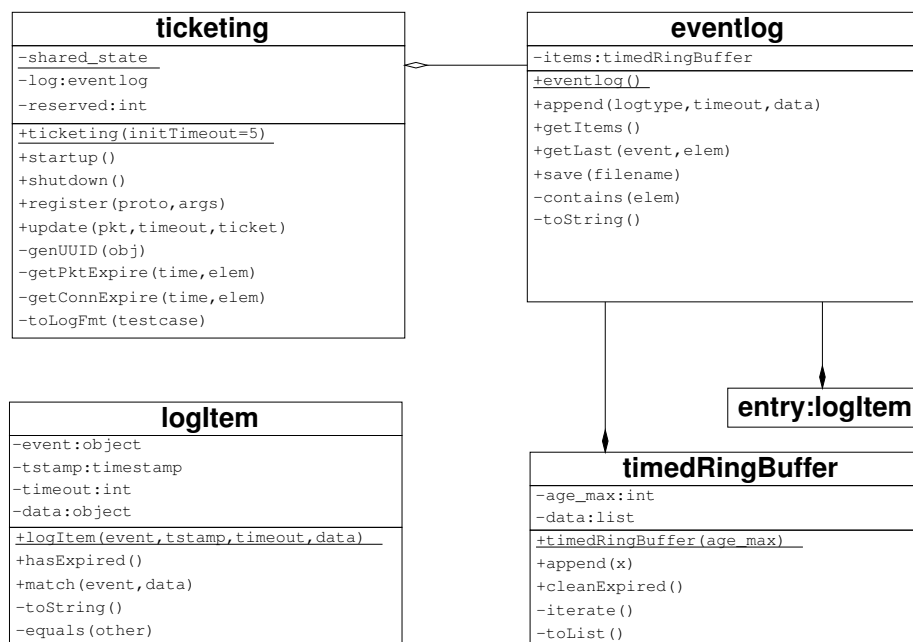 ticketing
-shared_state
-log:eventlog
-reserved:int
+ticketing(initTimeout=5)
+startup()
+shutdown()
+register(proto,args)
+update(pkt,timeout,ticket)
-genUUID(obj)
-getPktExpire(time,elem)
-getConnExpire(time,elem)
-toLogFmt(testcase)
eventlog
-items:timedRingBuffer
+eventlog()
+append(logtype,timeout,data)
+getItems()
+getLast(event,elem)
+save(filename)
-contains(elem)
-toString()
entry:logItem
logItem
-event:object
-tstamp:timestamp
-timeout:int
-data:object
+logItem(event,tstamp,timeout,data)
+hasExpired()
+match(event,data)
-toString()
-equals(other)
timedRingBuffer
-age_max:int
-data:list
+timedRingBuffer(age_max)
+append(x)
+cleanExpired()
-iterate()
-toList()